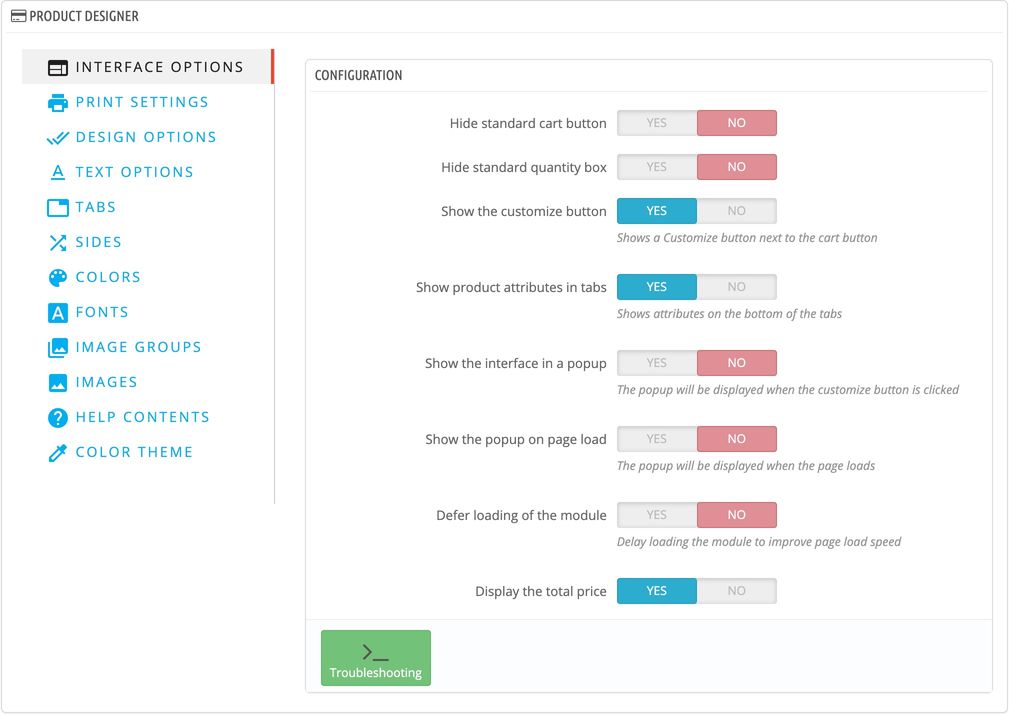 PRODUCT DESIGNER
INTERFACE OPTIONS
PRINT SETTINGS
DESIGN OPTIONS
TEXT OPTIONS
TABS
SIDES
COLORS
FONTS
IMAGE GROUPS
IMAGES
HELP CONTENTS
COLOR THEME
CONFIGURATION
Hide standard cart button YES NO
Hide standard quantity box YES NO
Show the customize button YES NO
Shows a Customize button next to the cart button
Show product attributes in tabs YES NO
Shows attributes on the bottom of the tabs
Show the interface in a popup YES NO
The popup will be displayed when the customize button is clicked
Show the popup on page load YES NO
The popup will be displayed when the page loads
Defer loading of the module YES NO
Delay loading the module to improve page load speed
Display the total price YES NO
Troubleshooting